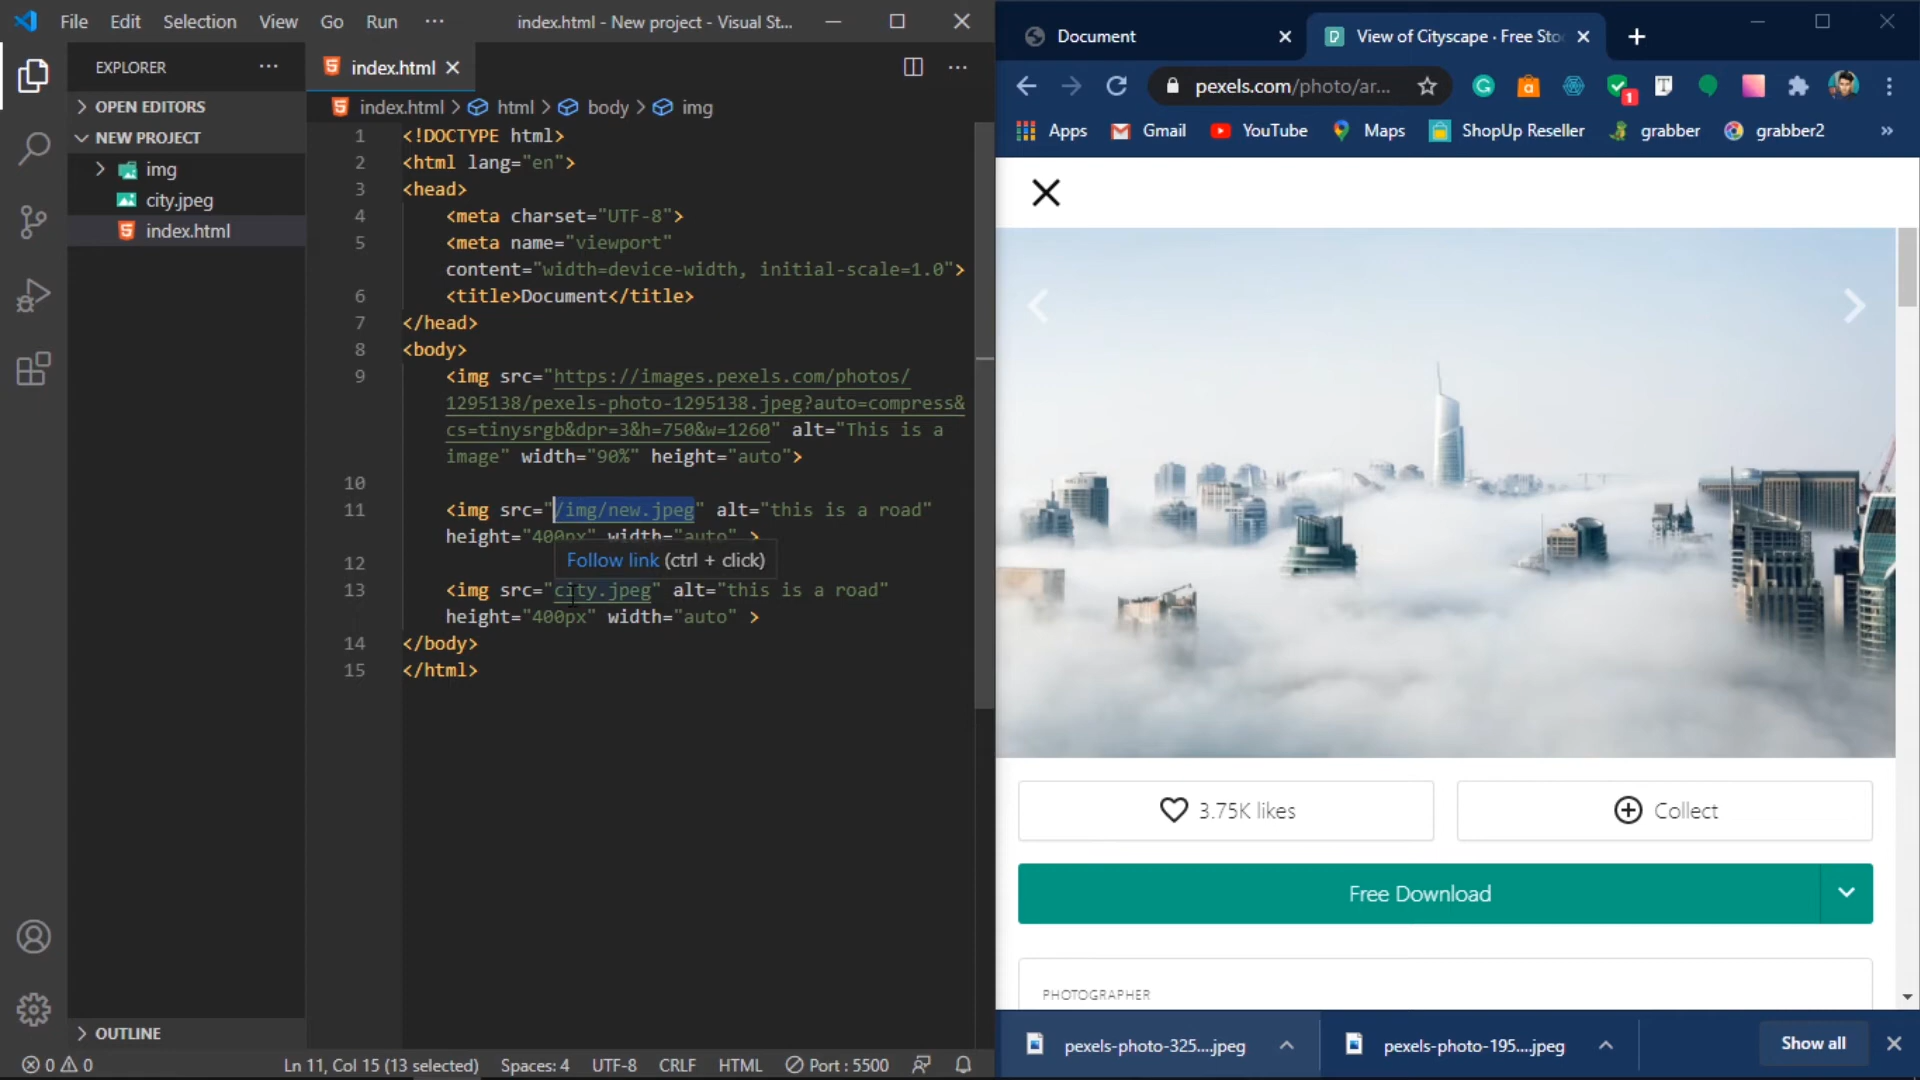 File Edit Selection View Go Run ··· index.html - New project - Visual St...
EXPLORER ···
OPEN EDITORS
NEW PROJECT
img
city.jpeg
index.html
OUTLINE
index.html
index.html > html > body > img
1 <!DOCTYPE html>
2 <html lang="en">
3 <head>
4 <meta charset="UTF-8">
5 <meta name="viewport"
content="width=device-width, initial-scale=1.0">
6 <title>Document</title>
7 </head>
8 <body>
9 <img src="https://images.pexels.com/photos/
1295138/pexels-photo-1295138.jpeg?auto=compress&
cs=tinysrgb&dpr=3&h=750&w=1260" alt="This is a
image" width="90%" height="auto">
10
11 <img src="/img/new.jpeg" alt="this is a road"
height="400px" width="auto" >
12
Follow link (ctrl + click)
13 <img src="city.jpeg" alt="this is a road"
height="400px" width="auto" >
14 </body>
15 </html>
0 0 Ln 11, Col 15 (13 selected) Spaces: 4 UTF-8 CRLF HTML Port : 5500
Document View of Cityscape · Free Sto
pexels.com/photo/ar... 1
Apps Gmail YouTube Maps ShopUp Reseller grabber grabber2 »
3.75K likes Collect
Free Download
PHOTOGRAPHER
pexels-photo-325....jpeg pexels-photo-195....jpeg Show all